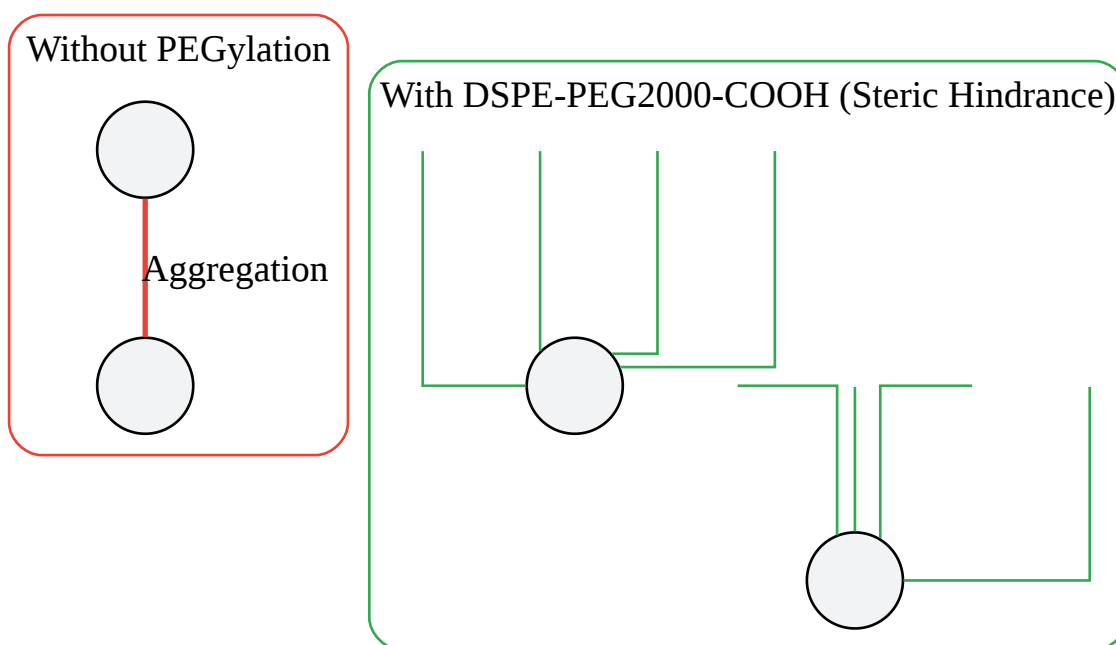 Without PEGylation
With DSPE-PEG2000-COOH (Steric Hindrance)
Aggregation